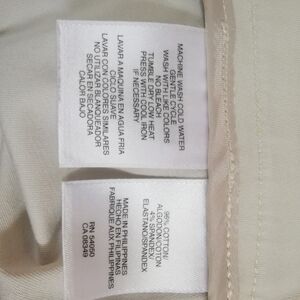 MACHINE WASH COLD WATER
GENTLE CYCLE
WASH WITH LIKE COLORS
NO BLEACH
TUMBLE DRY LOW HEAT
PRESS WITH COOL IRON
IF NECESSARY
LAVAR A MAQUINA EN AGUA FRIA
CICLO SUAVE
LAVAR CON COLORES SIMILARES
NO UTILIZAR BLANQUEADOR
SECAR EN SECADORA
CALOR BAJO
96% COTTON/
ALGODON/COTON
4% SPANDEX/
ELASTANO/SPANDEX
MADE IN PHILIPPINES
HECHO EN FILIPINAS
FABRIQUE AUX PHILIPPINES
RN 54050
CA 08349